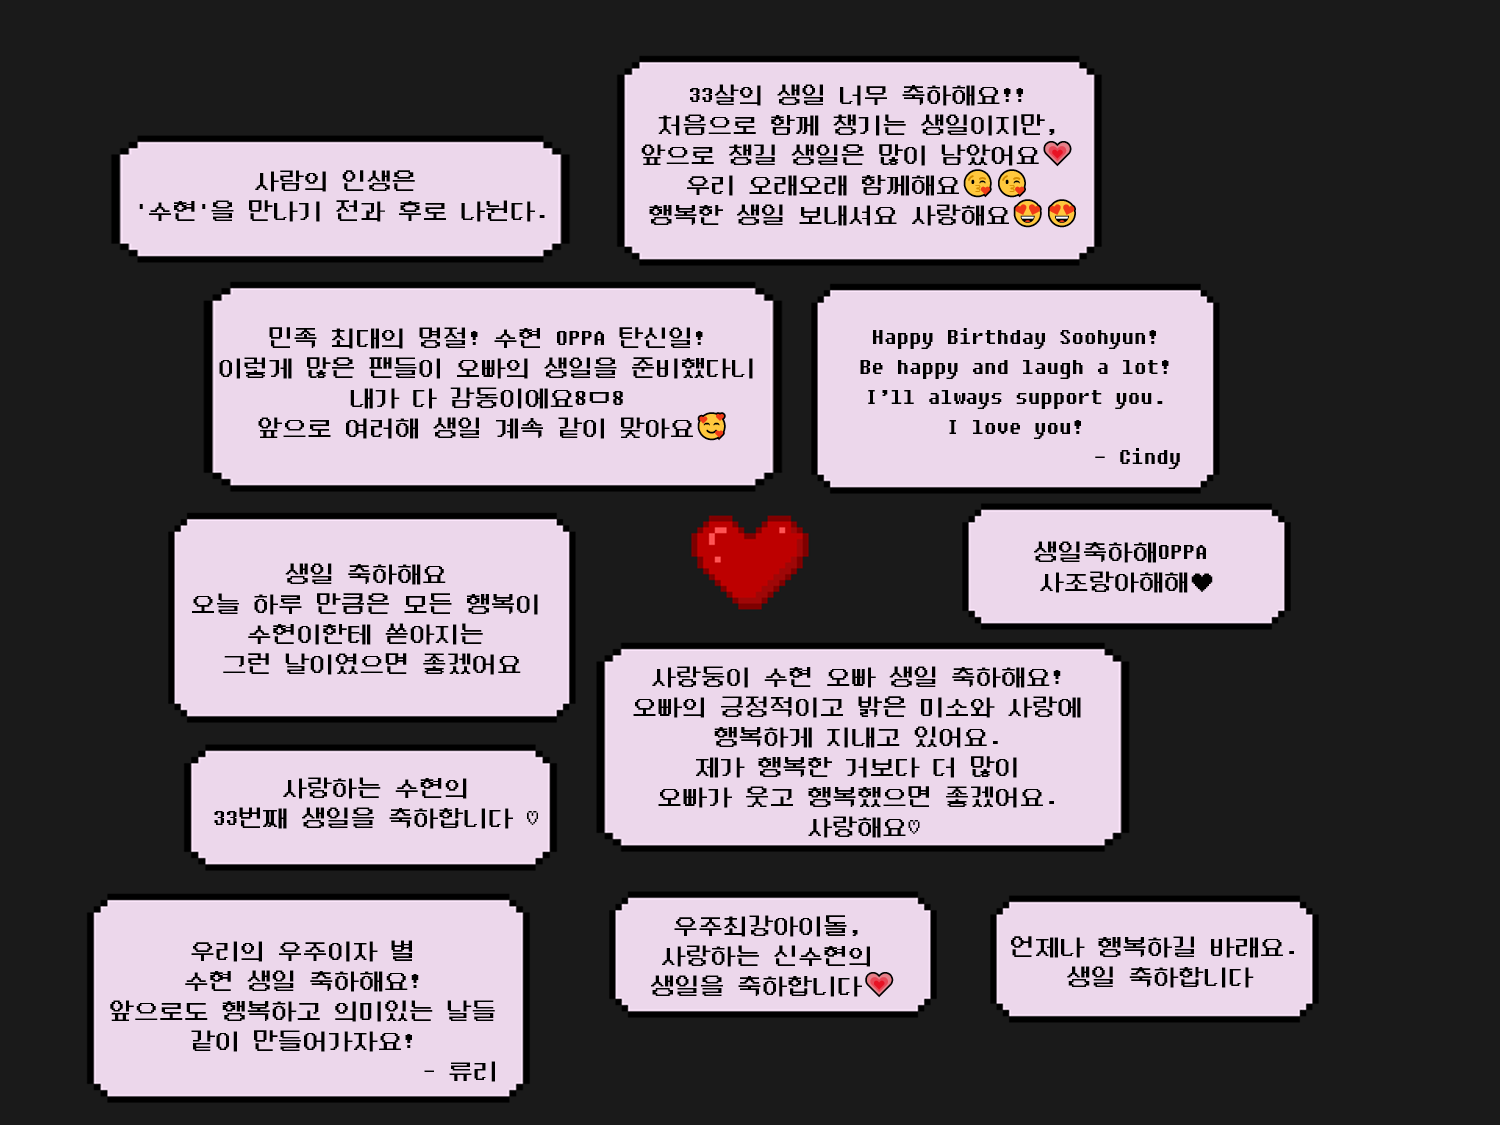 사람의 인생은
'수현'을 만나기 전과 후로 나뉜다.
33살의 생일 너무 축하해요!!
처음으로 함께 챙기는 생일이지만,
앞으로 챙길 생일은 많이 남았어요💗
우리 오래오래 함께해요😘😘
행복한 생일 보내셔요 사랑해요😍😍
민족 최대의 명절! 수현 OPPA 탄신일!
이렇게 많은 팬들이 오빠의 생일을 준비했다니
내가 다 감동이에요8ㅁ8
앞으로 여러해 생일 계속 같이 맞아요🥰
Happy Birthday Soohyun!
Be happy and laugh a lot!
I'll always support you.
I love you!
- Cindy
생일 축하해요
오늘 하루 만큼은 모든 행복이
수현이한테 쏟아지는
그런 날이였으면 좋겠어요
생일축하해OPPA
사조랑아해해♥
사랑둥이 수현 오빠 생일 축하해요!
오빠의 긍정적이고 밝은 미소와 사랑에
행복하게 지내고 있어요.
제가 행복한 거보다 더 많이
오빠가 웃고 행복했으면 좋겠어요.
사랑해요♡
사랑하는 수현의
33번째 생일을 축하합니다 ♡
우리의 우주이자 별
수현 생일 축하해요!
앞으로도 행복하고 의미있는 날들
같이 만들어가자요!
- 류리
우주최강아이돌,
사랑하는 신수현의
생일을 축하합니다💗
언제나 행복하길 바래요.
생일 축하합니다